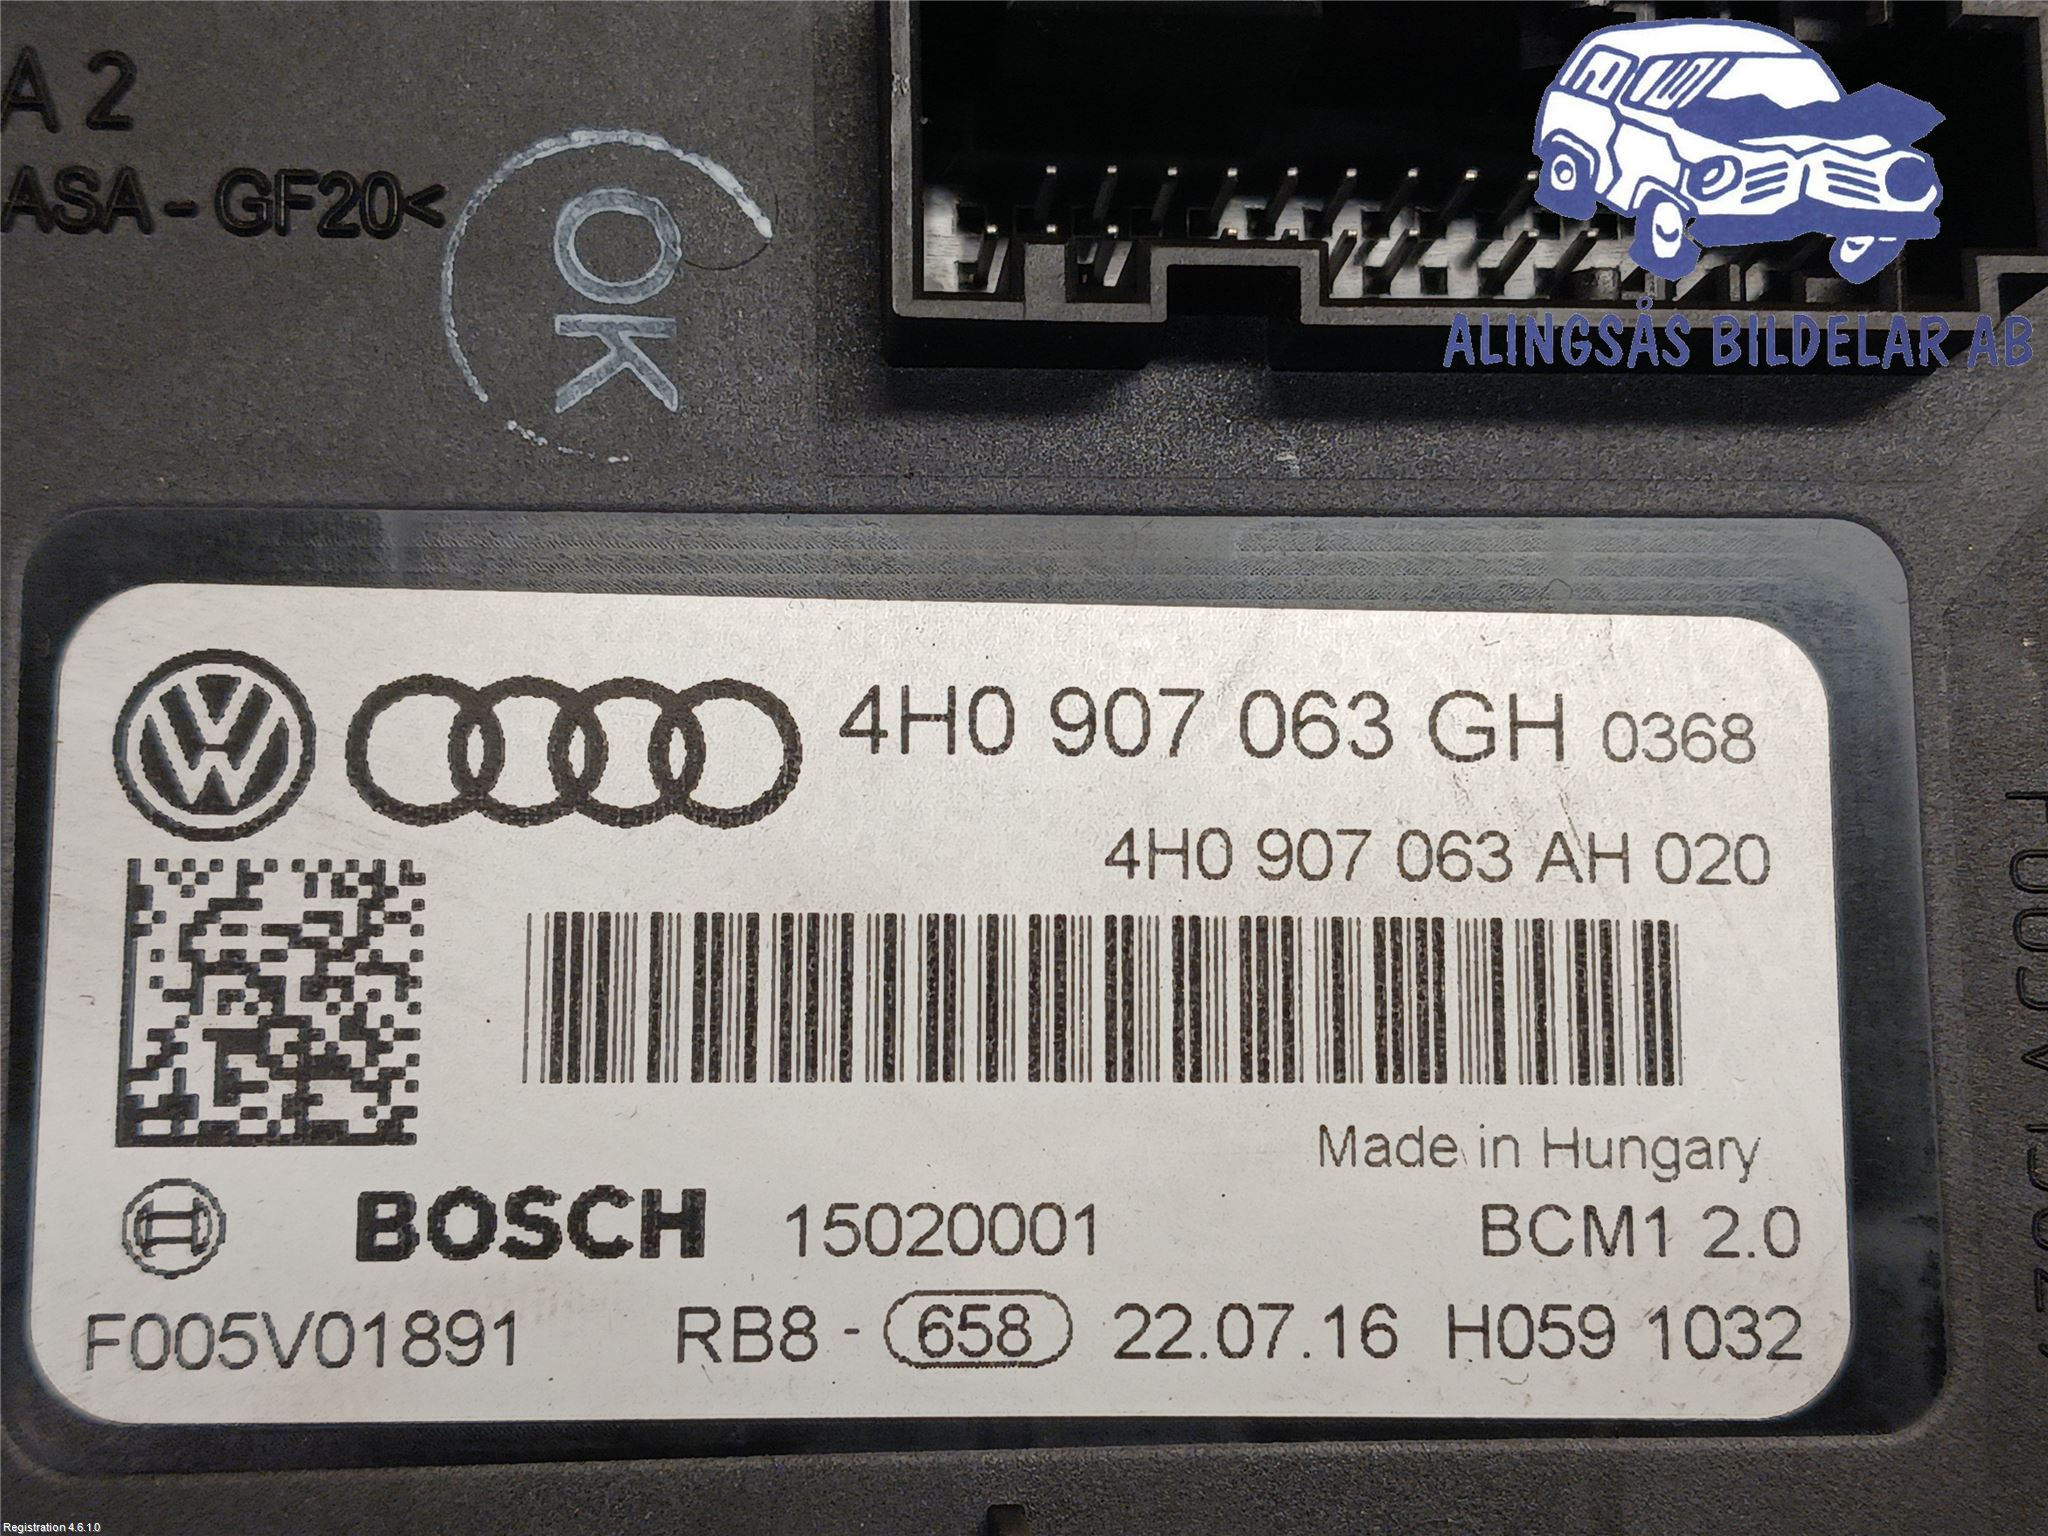 A 2
ASA - GF20<
OK
ALINGSÅS BILDELAR AB
4H0 907 063 GH 0368
4H0 907 063 AH 020
Made in Hungary
BOSCH 15020001 BCM1 2.0
F005V01891 RB8 - 658 22.07.16 H059 1032
Registration 4.6.1.0